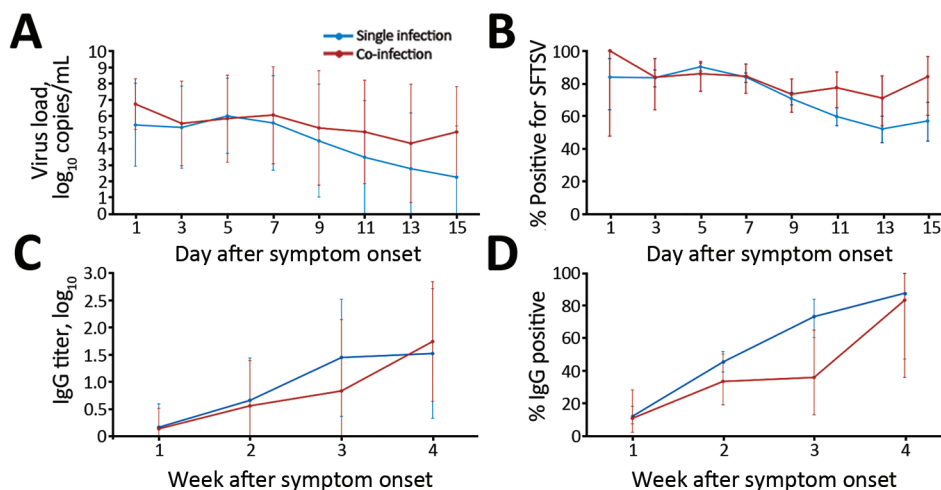 A
Single infection
Co-infection
Virus load,
log10 copies/mL
10
9
8
7
6
5
4
3
2
1
0
1 3 5 7 9 11 13 15
Day after symptom onset
B
% Positive for SFTSV
100
80
60
40
20
0
1 3 5 7 9 11 13 15
Day after symptom onset
C
IgG titer, log10
3.0
2.5
2.0
1.5
1.0
0.5
0
1 2 3 4
Week after symptom onset
D
% IgG positive
100
80
60
40
20
0
1 2 3 4
Week after symptom onset